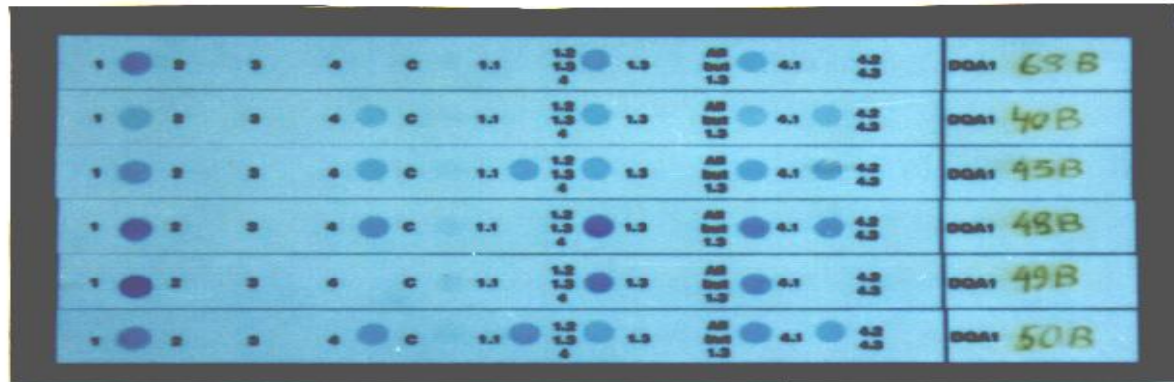 1 2 3 4 C 1.1 1.2 1.3 4 1.3 All but 1.3 4.1 4.2 4.3 DQA1
1 2 3 4 C 1.1 1.2 1.3 4 1.3 All but 1.3 4.1 4.2 4.3 DQA1 40B
1 2 3 4 C 1.1 1.2 1.3 4 1.3 All but 1.3 4.1 4.2 4.3 DQA1 45B
1 2 3 4 C 1.1 1.2 1.3 4 1.3 All but 1.3 4.1 4.2 4.3 DQA1 48B
1 2 3 4 C 1.1 1.2 1.3 4 1.3 All but 1.3 4.1 4.2 4.3 DQA1 49B
1 2 3 4 C 1.1 1.2 1.3 4 1.3 All but 1.3 4.1 4.2 4.3 DQA1 50B